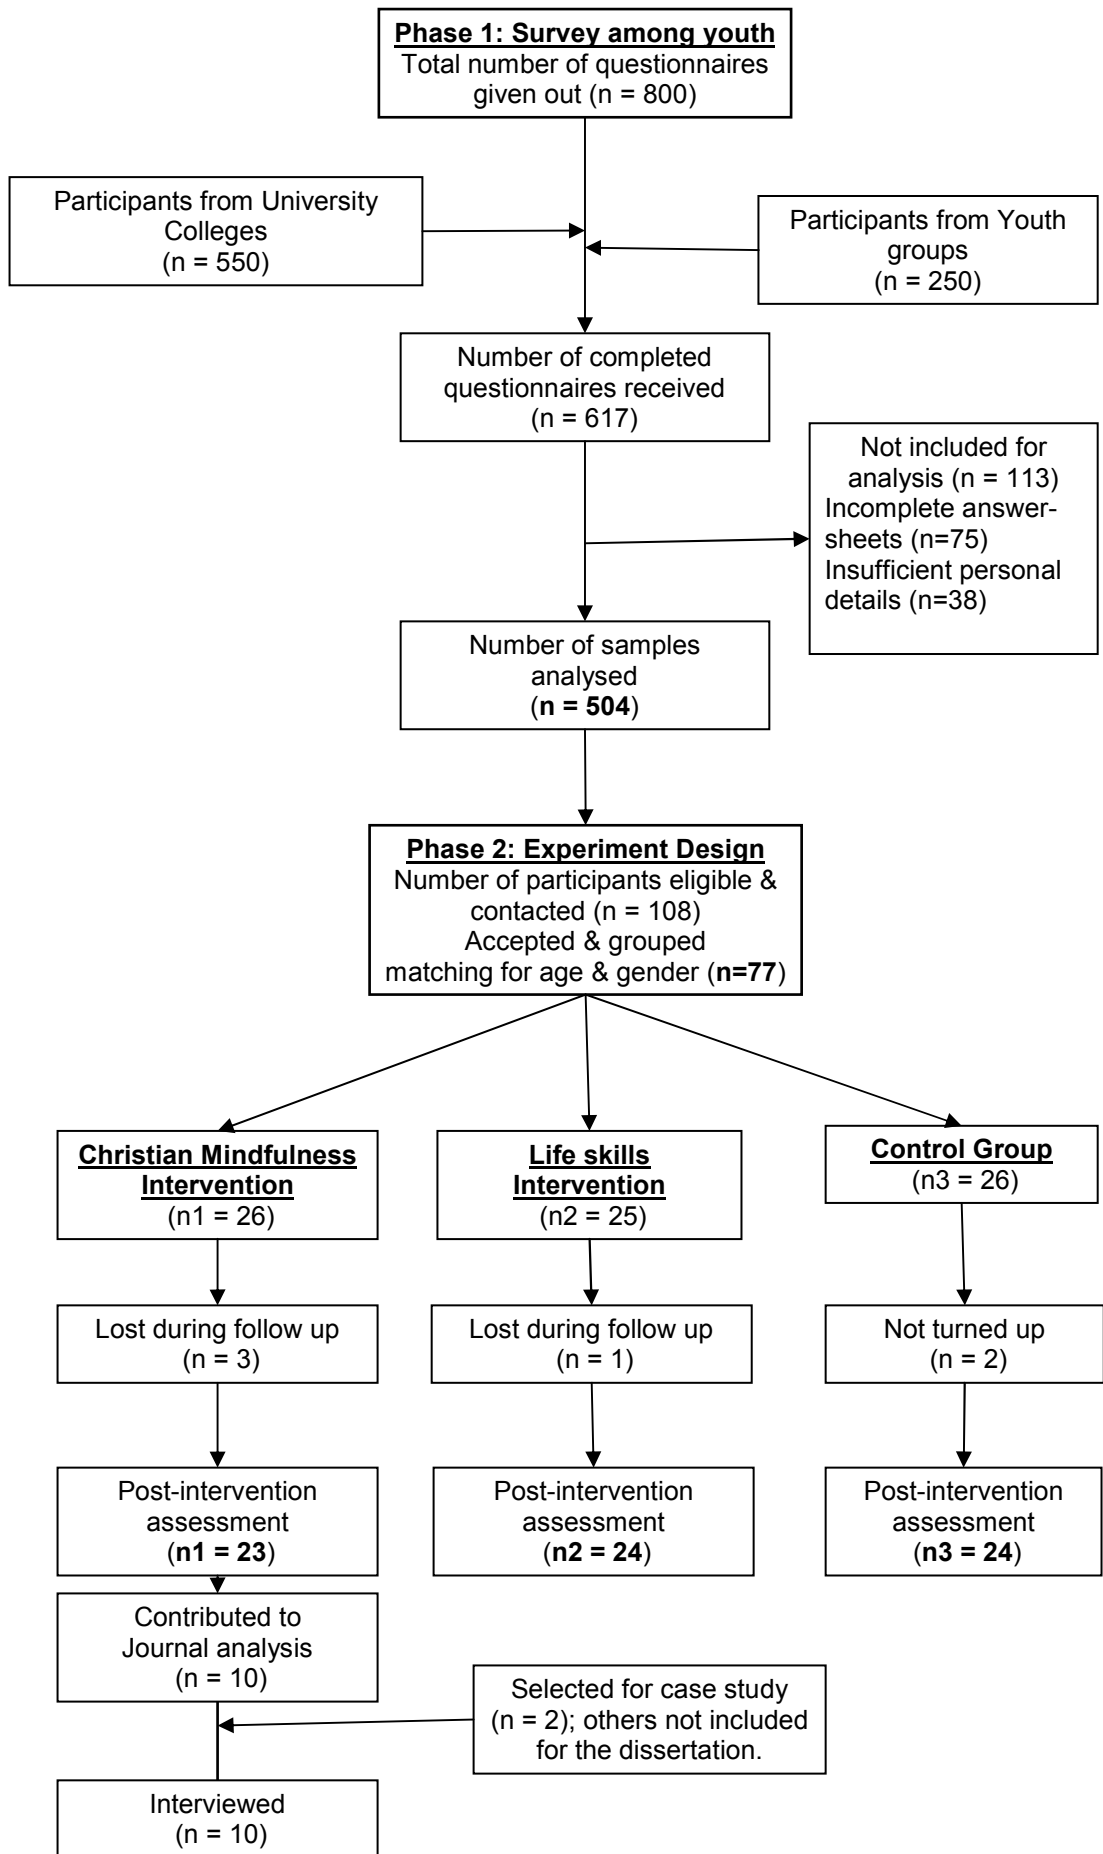 Phase 1: Survey among youth
Total number of questionnaires
given out (n = 800)
Participants from University
Colleges
(n = 550)
Participants from Youth
groups
(n = 250)
Number of completed
questionnaires received
(n = 617)
Not included for
analysis (n = 113)
Incomplete answer-
sheets (n=75)
Insufficient personal
details (n=38)
Number of samples
analysed
(n = 504)
Phase 2: Experiment Design
Number of participants eligible &
contacted (n = 108)
Accepted & grouped
matching for age & gender (n=77)
Christian Mindfulness
Intervention
(n1 = 26)
Life skills
Intervention
(n2 = 25)
Control Group
(n3 = 26)
Lost during follow up
(n = 3)
Lost during follow up
(n = 1)
Not turned up
(n = 2)
Post-intervention
assessment
(n1 = 23)
Post-intervention
assessment
(n2 = 24)
Post-intervention
assessment
(n3 = 24)
Contributed to
Journal analysis
(n = 10)
Selected for case study
(n = 2); others not included
for the dissertation.
Interviewed
(n = 10)